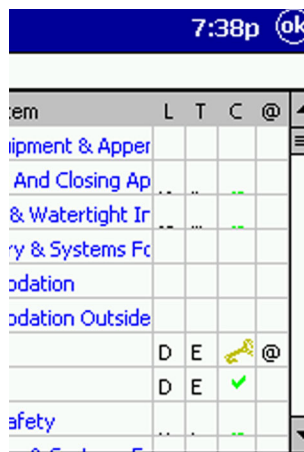 7:38p ok
tem L T C @
ipment & Apper
And Closing Ap
& Watertight Ir
ry & Systems Fo
odation
odation Outside
D E @
D E
afety